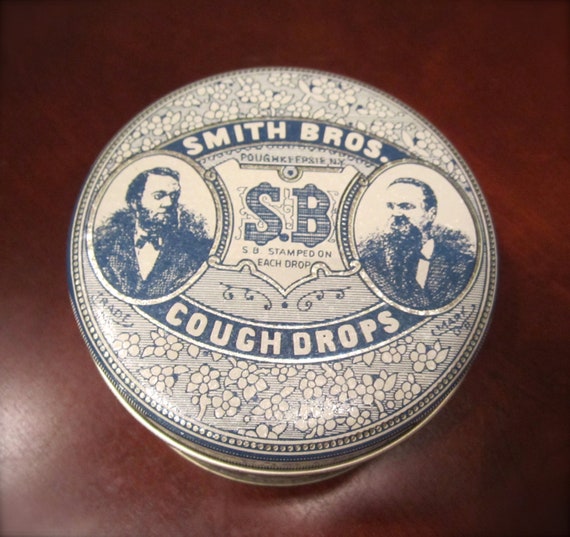 SMITH BROS.
POUGHKEEPSIE, N.Y.
S.B
S.B STAMPED ON
EACH DROP
TRADE MARK
COUGH DROPS